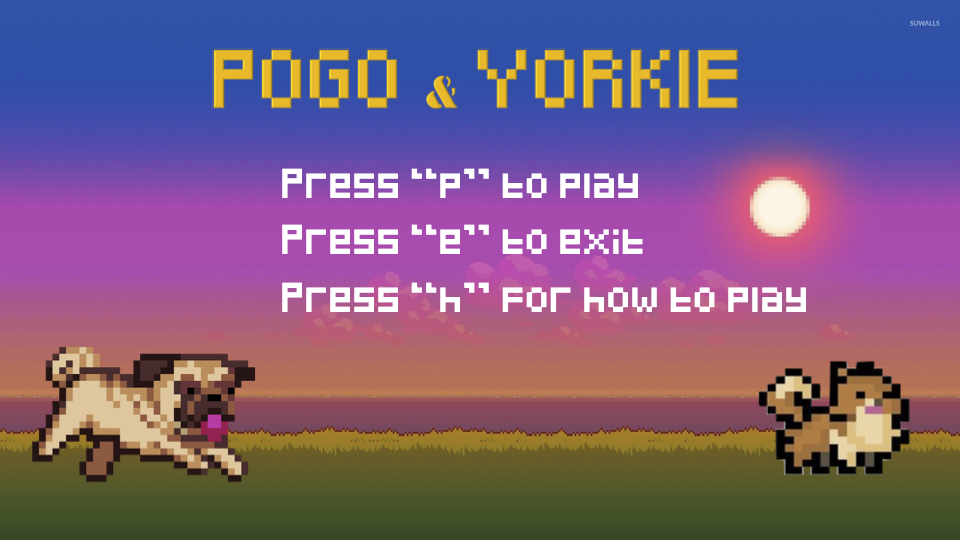 SUWALLS
POGO & YORKIE
Press “P” to play
Press “e” to exit
Press “h” for how to play